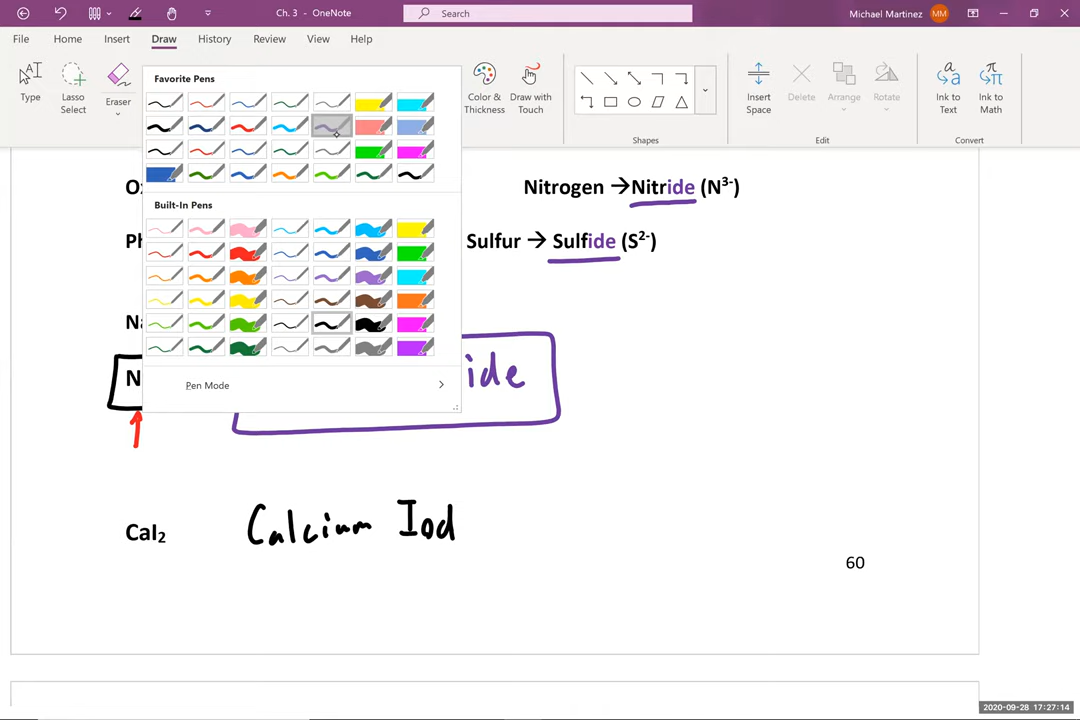 Ch. 3 - OneNote
Search
Michael Martinez MM
File Home Insert Draw History Review View Help
Type
Lasso Select
Eraser
Favorite Pens
Built-In Pens
Pen Mode
Color & Thickness
Draw with Touch
Shapes
Insert Space
Delete
Arrange
Rotate
Edit
Ink to Text
Ink to Math
Convert
Nitrogen →Nitride (N3-)
Sulfur → Sulfide (S2-)
ide
CaI2 Calcium Iod
60
2020-09-28 17:27:14